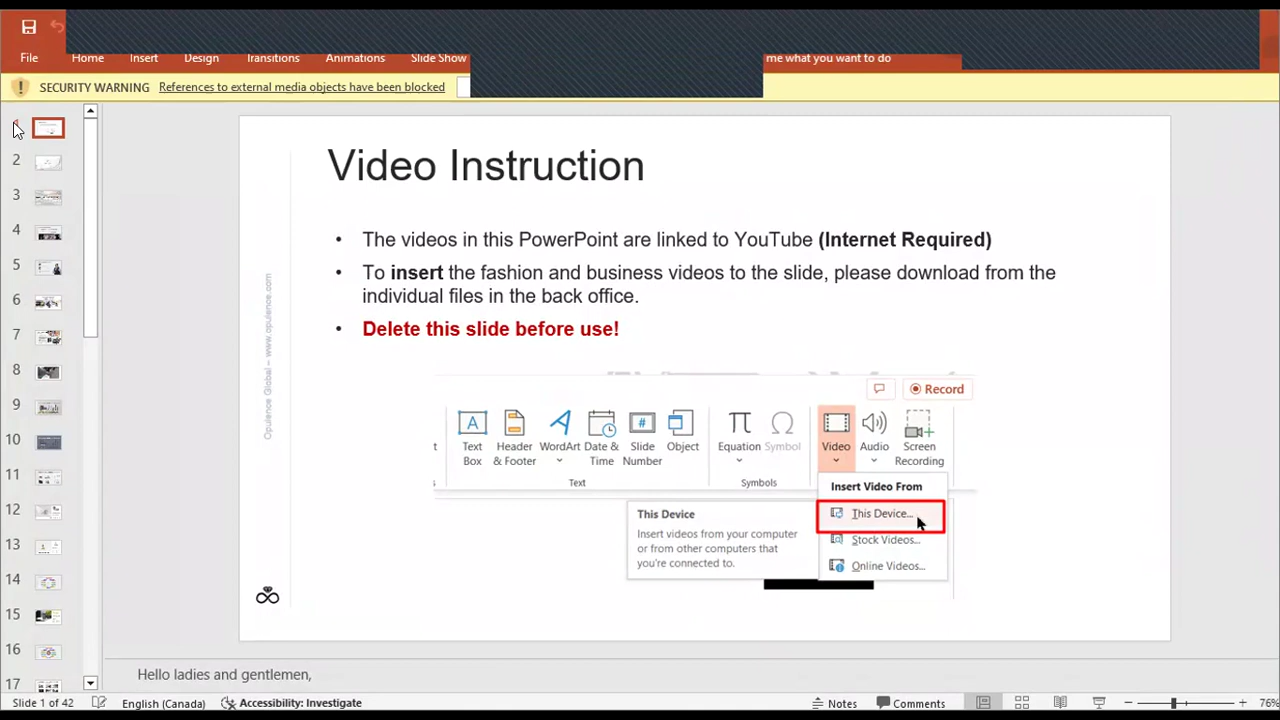 File Home Insert Design Transitions Animations Slide Show me what you want to do
SECURITY WARNING References to external media objects have been blocked
2
3
4
5
6
7
8
9
10
11
12
13
14
15
16
17
Video Instruction
• The videos in this PowerPoint are linked to YouTube (Internet Required)
• To insert the fashion and business videos to the slide, please download from the
individual files in the back office.
• Delete this slide before use!
Opulence Global – www.opulence.com
Record
Text
Box
Header
& Footer
WordArt
Date &
Time
Slide
Number
Object
Equation
Symbol
Video
Audio
Screen
Recording
Text
Symbols
Insert Video From
This Device...
Stock Videos...
Online Videos...
This Device
Insert videos from your computer
or from other computers that
you're connected to.
Hello ladies and gentlemen,
Slide 1 of 42 English (Canada) Accessibility: Investigate Notes Comments 76%